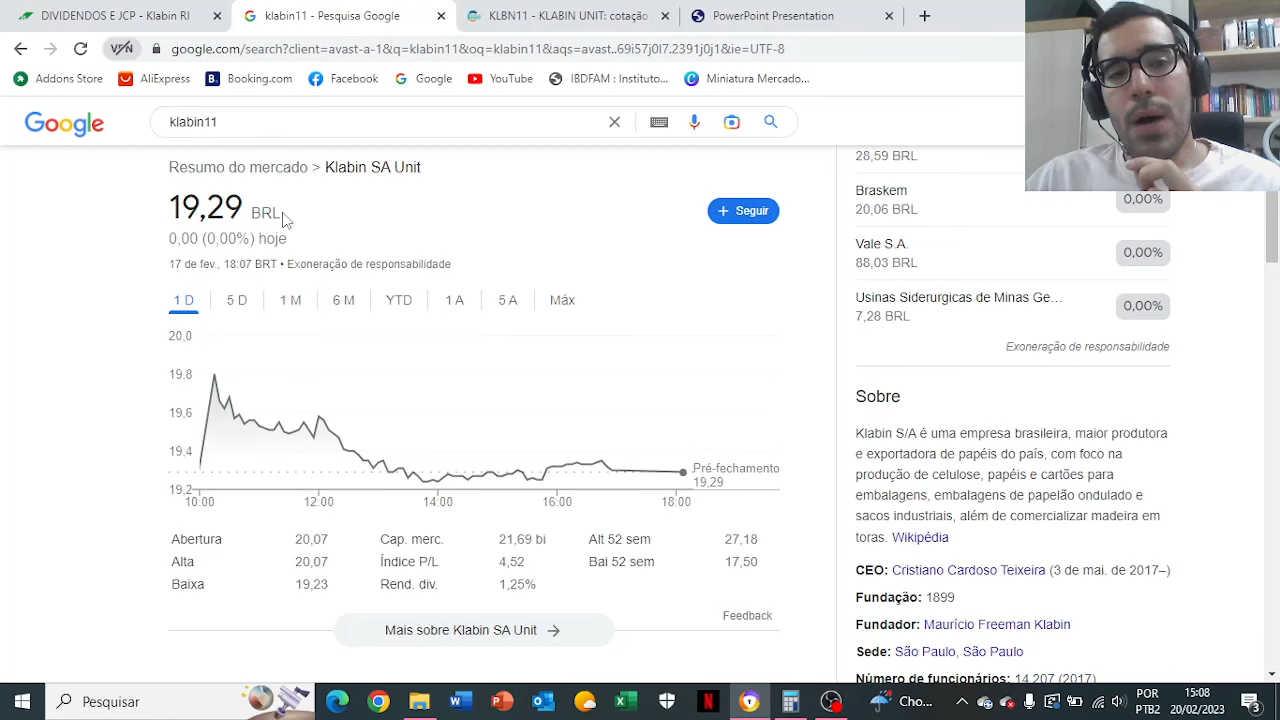 DIVIDENDOS E JCP - Klabin RI
klabin11 - Pesquisa Google
KLBN11 - KLABIN UNIT: cotação
PowerPoint Presentation
VPN
google.com/search?client=avast-a-1&q=klabin11&oq=klabin11&aqs=avast..69i57j0l7.2391j0j1&ie=UTF-8
Addons Store
AliExpress
Booking.com
Facebook
Google
YouTube
IBDFAM : Instituto...
Miniatura Mercado...
Google
klabin11
Resumo do mercado > Klabin SA Unit
19,29 BRL
+ Seguir
0,00 (0,00%) hoje
17 de fev., 18:07 BRT • Exoneração de responsabilidade
1 D
5 D
1 M
6 M
YTD
1 A
5 A
Máx
20,0
19,8
19,6
19,4
19,2
Pré-fechamento
19,29
10:00
12:00
14:00
16:00
18:00
Abertura 20,07 Cap. merc. 21,69 bi Alt 52 sem 27,18
Alta 20,07 Índice P/L 4,52 Bai 52 sem 17,50
Baixa 19,23 Rend. div. 1,25%
Feedback
Mais sobre Klabin SA Unit →
28,59 BRL
Braskem
20,06 BRL
0,00%
Vale S.A.
88,03 BRL
0,00%
Usinas Siderurgicas de Minas Ge...
7,28 BRL
0,00%
Exoneração de responsabilidade
Sobre
Klabin S/A é uma empresa brasileira, maior produtora
e exportadora de papéis do país, com foco na
produção de celulose, papéis e cartões para
embalagens, embalagens de papelão ondulado e
sacos industriais, além de comercializar madeira em
toras. Wikipédia
CEO: Cristiano Cardoso Teixeira (3 de mai. de 2017–)
Fundação: 1899
Fundador: Maurício Freeman Klabin
Sede: São Paulo, São Paulo
Número de funcionários: 14.207 (2017)
Pesquisar
Cho...
POR
PTB2
15:08
20/02/2023
3